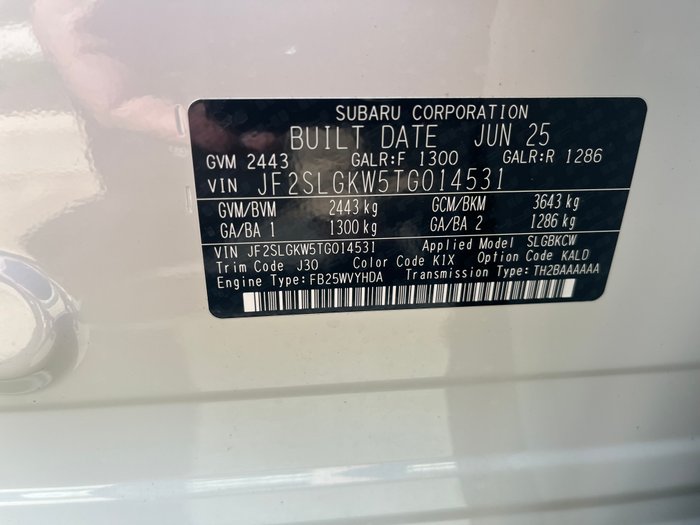 SUBARU CORPORATION
BUILT DATE JUN 25
GVM 2443 GALR:F 1300 GALR:R 1286
VIN JF2SLGKW5TG014531
GVM/BVM 2443 kg GCM/BKM 3643 kg
GA/BA 1 1300 kg GA/BA 2 1286 kg
VIN JF2SLGKW5TG014531 Applied Model SLGBKCW
Trim Code J30 Color Code K1X Option Code KALD
Engine Type:FB25WVYHDA Transmission Type:TH2BAAAAAA